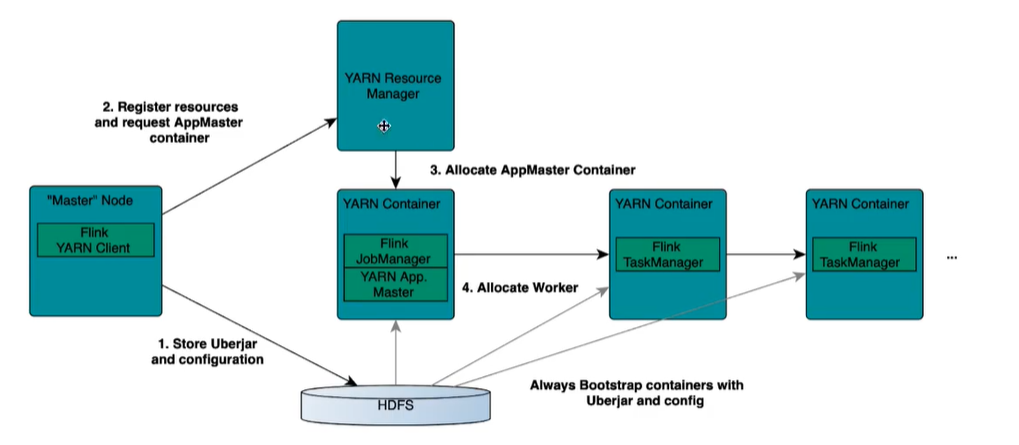 YARN Resource
Manager
2. Register resources
and request AppMaster
container
3. Allocate AppMaster Container
"Master" Node
Flink
YARN Client
YARN Container
Flink
JobManager
YARN App.
Master
YARN Container
Flink
TaskManager
YARN Container
Flink
TaskManager
...
4. Allocate Worker
1. Store Uberjar
and configuration
Always Bootstrap containers with
Uberjar and config
HDFS